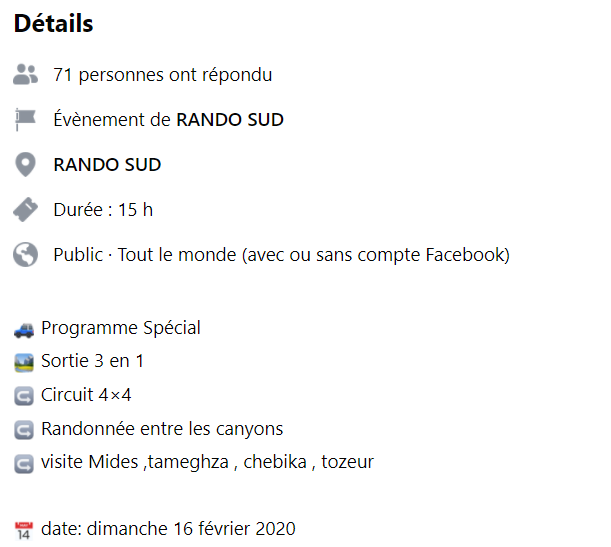 Détails
71 personnes ont répondu
Évènement de RANDO SUD
RANDO SUD
Durée : 15 h
Public · Tout le monde (avec ou sans compte Facebook)
Programme Spécial
Sortie 3 en 1
Circuit 4×4
Randonnée entre les canyons
visite Mides ,tameghza , chebika , tozeur
14 date: dimanche 16 février 2020